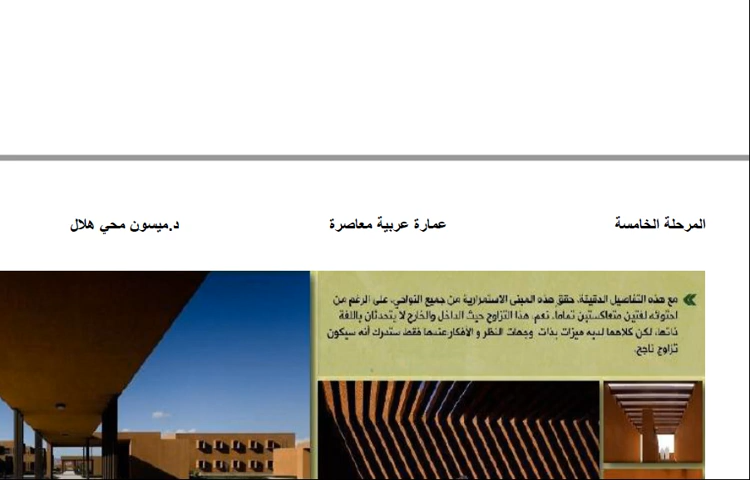 المرحلة الخامسة عمارة عربية معاصرة د.ميسون محي هلال
مع هذه التفاصيل الدقيقة، حقق هذه المبنى الاستمرارية من جميع النواحي، على الرغم من
احتوائه لغتين متعاكستين تماما، نعم، هذا التزاوج حيث الداخل والخارج لا يتحدثان باللغة
ذاتها، لكن كلاهما لديه ميزات بذات وجهات النظر و الأفكار عندها فقط ستدرك أنه سيكون
تزاوج ناجح.